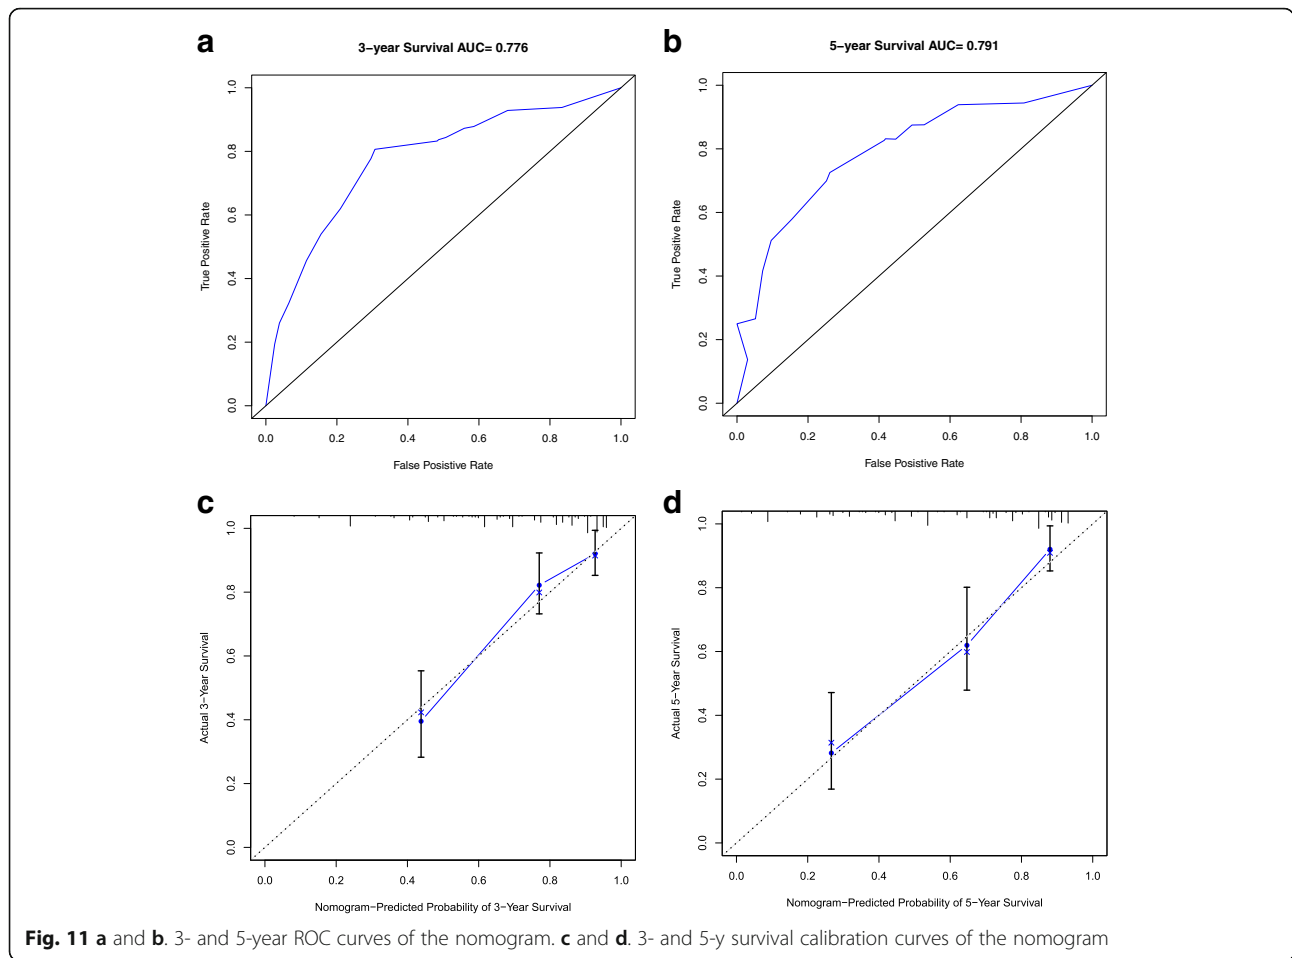 a
3−year Survival AUC= 0.776
True Positive Rate
0.0 0.2 0.4 0.6 0.8 1.0
0.0 0.2 0.4 0.6 0.8 1.0
False Posistive Rate
b
5−year Survival AUC= 0.791
True Positive Rate
0.0 0.2 0.4 0.6 0.8 1.0
0.0 0.2 0.4 0.6 0.8 1.0
False Posistive Rate
c
Actual 3−Year Survival
0.0 0.2 0.4 0.6 0.8 1.0
0.0 0.2 0.4 0.6 0.8 1.0
Nomogram−Predicted Probability of 3−Year Survival
d
Actual 5−Year Survival
0.0 0.2 0.4 0.6 0.8 1.0
0.0 0.2 0.4 0.6 0.8 1.0
Nomogram−Predicted Probability of 5−Year Survival
Fig. 11 a and b. 3- and 5-year ROC curves of the nomogram. c and d. 3- and 5-y survival calibration curves of the nomogram